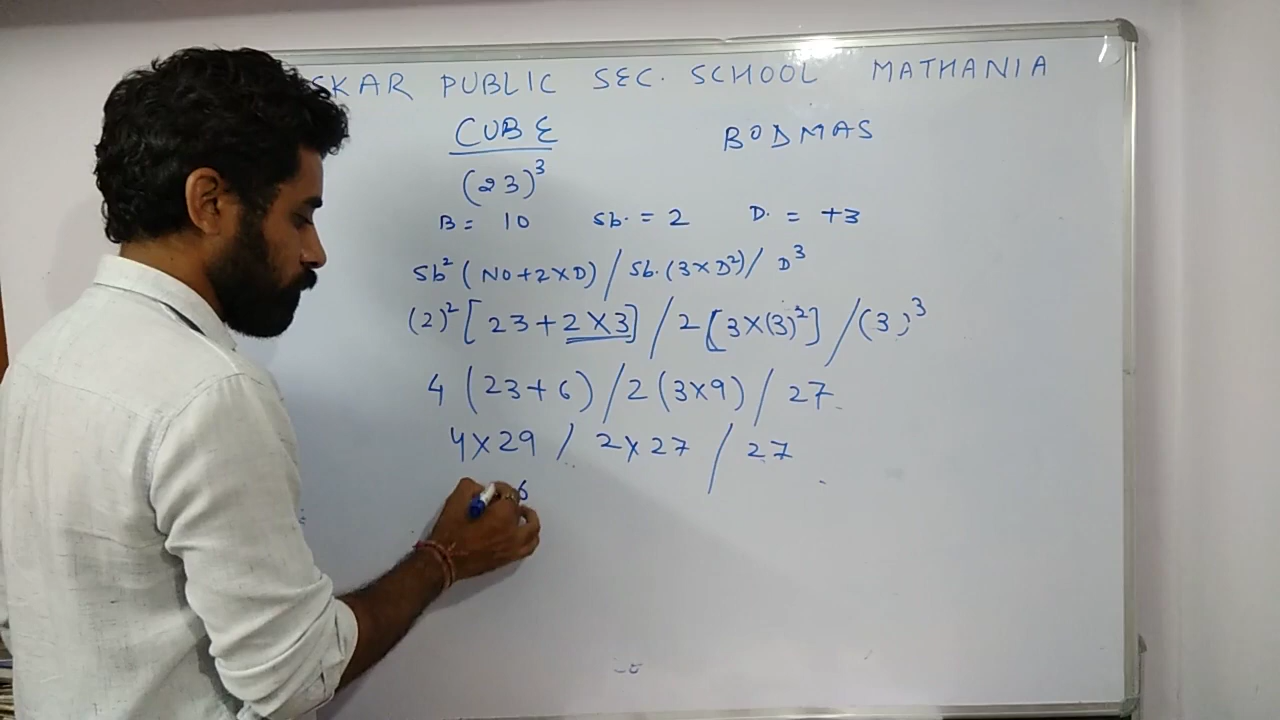 SKAR PUBLIC SEC. SCHOOL MATHANIA
CUBE BODMAS
(23)³
B = 10 Sb. = 2 D. = +3
Sb² (NO+2×D) / Sb. (3×D²) / D³
(2)² [23+2×3] / 2 [3×(3)²] / (3)³
4 (23+6) / 2 (3×9) / 27
4×29 / 2×27 / 27
6